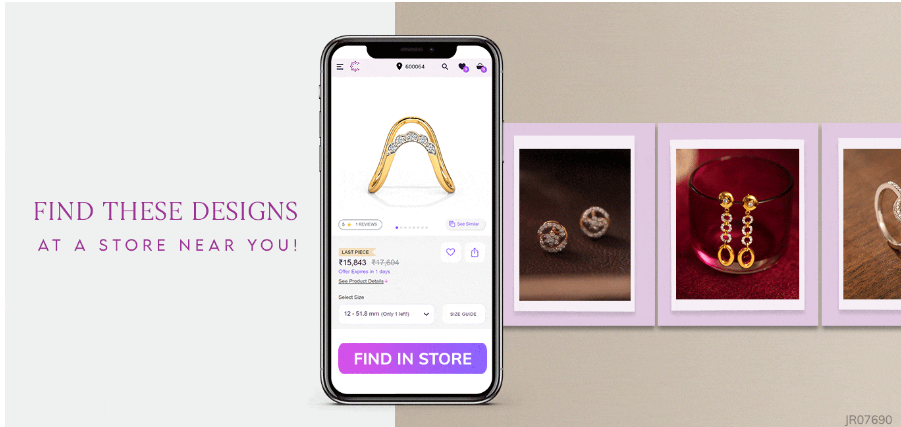 FIND THESE DESIGNS
AT A STORE NEAR YOU!
600064
1 REVIEWS
See Similar
LAST PIECE
₹15,843 ₹17,604
Offer Expires in 1 days
See Product Details
Select Size
12 - 51.8 mm (Only 1 left)
SIZE GUIDE
FIND IN STORE
JR07690